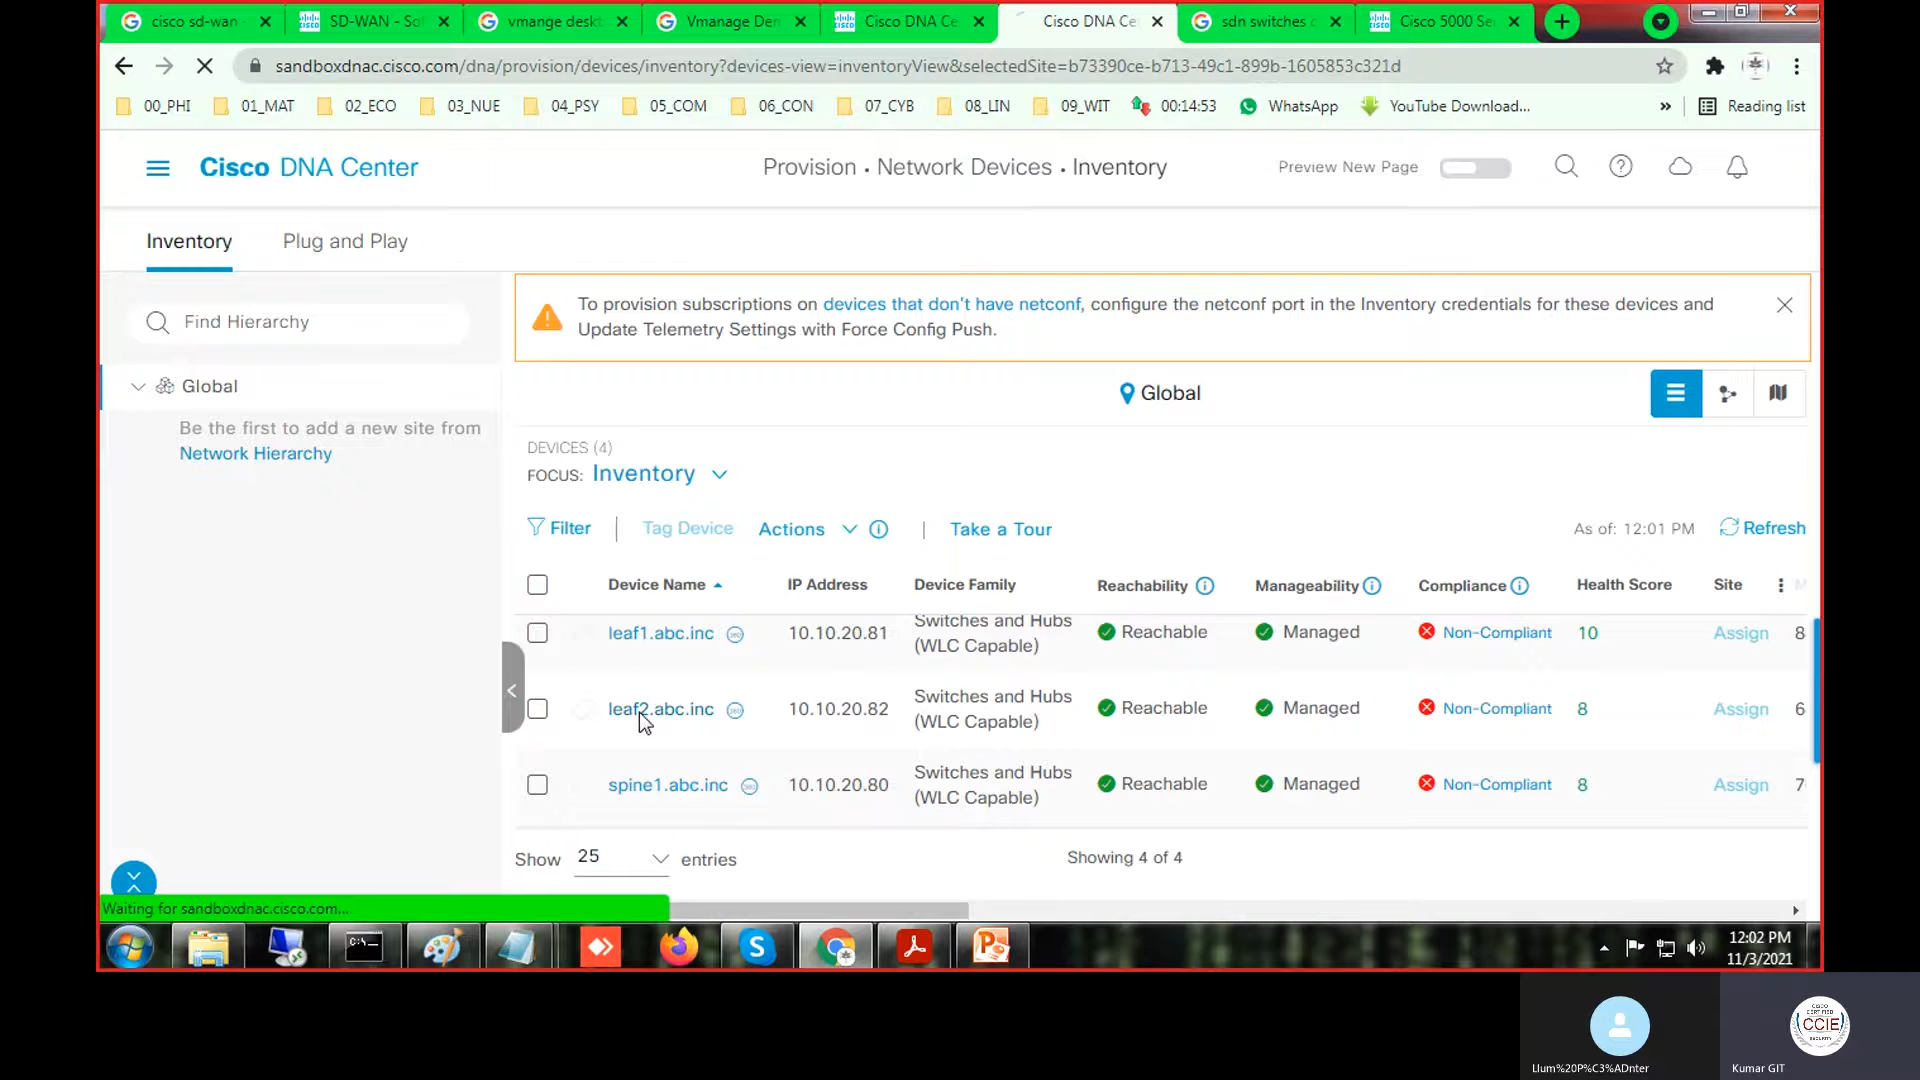 cisco sd-wan
SD-WAN - So
vmange deskt
Vmanage Den
Cisco DNA Ce
Cisco DNA Ce
sdn switches
Cisco 5000 Se
sandboxdnac.cisco.com/dna/provision/devices/inventory?devices-view=inventoryView&selectedSite=b73390ce-b713-49c1-899b-1605853c321d
00_PHI
01_MAT
02_ECO
03_NUE
04_PSY
05_COM
06_CON
07_CYB
08_LIN
09_WIT
00:14:53
WhatsApp
YouTube Download...
»
Reading list
Cisco DNA Center
Provision • Network Devices • Inventory
Preview New Page
Inventory
Plug and Play
Find Hierarchy
Global
Be the first to add a new site from
Network Hierarchy
To provision subscriptions on devices that don't have netconf, configure the netconf port in the Inventory credentials for these devices and
Update Telemetry Settings with Force Config Push.
Global
DEVICES (4)
FOCUS: Inventory
Filter | Tag Device Actions | Take a Tour
As of: 12:01 PM Refresh
Device Name IP Address Device Family Reachability Manageability Compliance Health Score Site
leaf1.abc.inc 10.10.20.81 Switches and Hubs (WLC Capable) Reachable Managed Non-Compliant 10 Assign 8
leaf2.abc.inc 10.10.20.82 Switches and Hubs (WLC Capable) Reachable Managed Non-Compliant 8 Assign 6
spine1.abc.inc 10.10.20.80 Switches and Hubs (WLC Capable) Reachable Managed Non-Compliant 8 Assign 7
Show 25 entries
Showing 4 of 4
Waiting for sandboxdnac.cisco.com...
12:02 PM
11/3/2021
CISCO
CERTIFIED
CCIE
SECURITY
Llum%20P%C3%ADnter
Kumar GIT